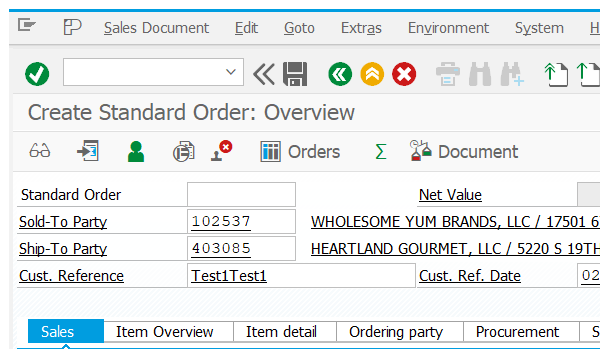 Sales Document Edit Goto Extras Environment System
Create Standard Order: Overview
Orders Σ Document
Standard Order Net Value
Sold-To Party 102537 WHOLESOME YUM BRANDS, LLC / 17501
Ship-To Party 403085 HEARTLAND GOURMET, LLC / 5220 S 19TH
Cust. Reference Test1Test1 Cust. Ref. Date 02
Sales Item Overview Item detail Ordering party Procurement